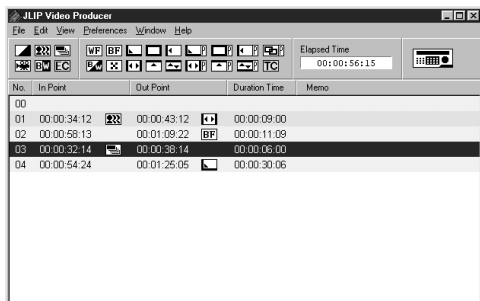 JLIP Video Producer
File Edit View Preferences Window Help
WF BF P P P P Elapsed Time
BW EC B/W P P P TC 00:00:56:15
No. In Point Out Point Duration Time Memo
00
01 00:00:34:12 00:00:43:12 00:00:09:00
02 00:00:58:13 00:01:09:22 BF 00:00:11:09
03 00:00:32:14 00:00:38:14 00:00:06:00
04 00:00:54:24 00:01:25:05 00:00:30:06